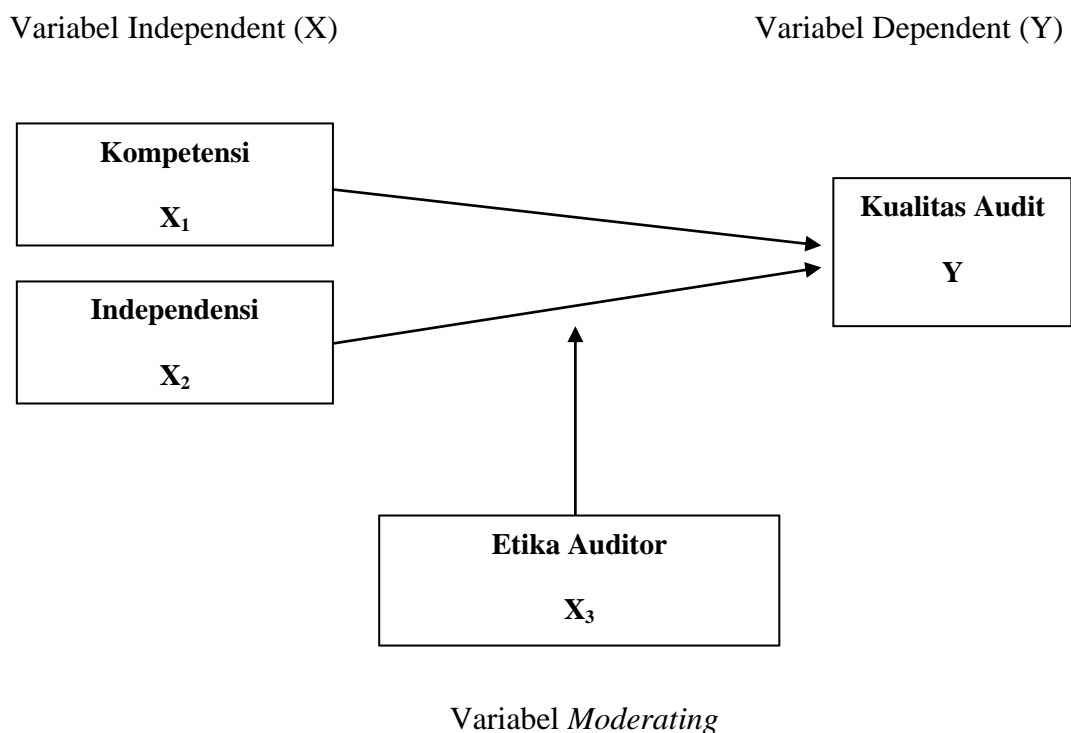 Variabel Independent (X)
Variabel Dependent (Y)
Kompetensi
X₁
Kualitas Audit
Y
Independensi
X₂
Etika Auditor
X₃
Variabel Moderating